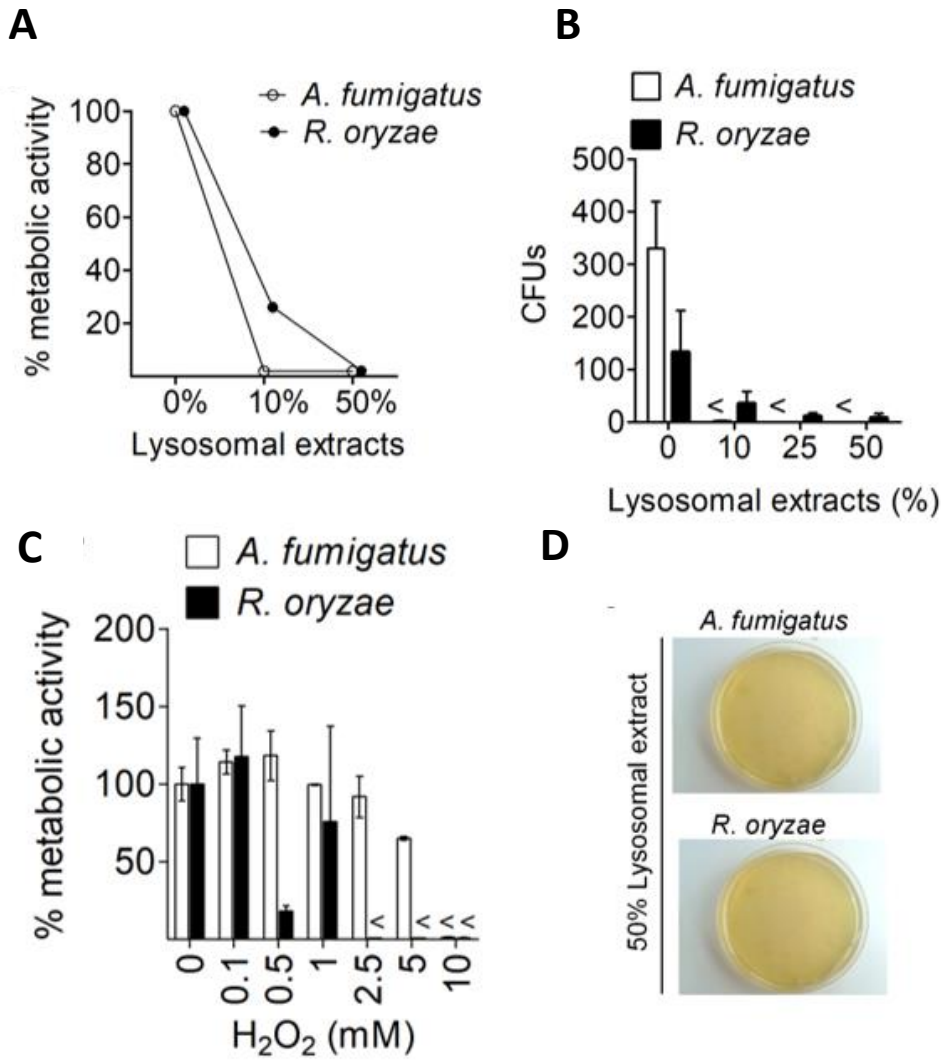 A
A. fumigatus
R. oryzae
% metabolic activity
100
80
60
40
20
0%
10%
50%
Lysosomal extracts
B
A. fumigatus
R. oryzae
CFUs
500
400
300
200
100
0
< < <
0 10 25 50
Lysosomal extracts (%)
C
A. fumigatus
R. oryzae
% metabolic activity
200
150
100
50
< < < <
0
0.1
0.5
1
2.5
5
10
H₂O₂ (mM)
D
50% Lysosomal extract
A. fumigatus
R. oryzae